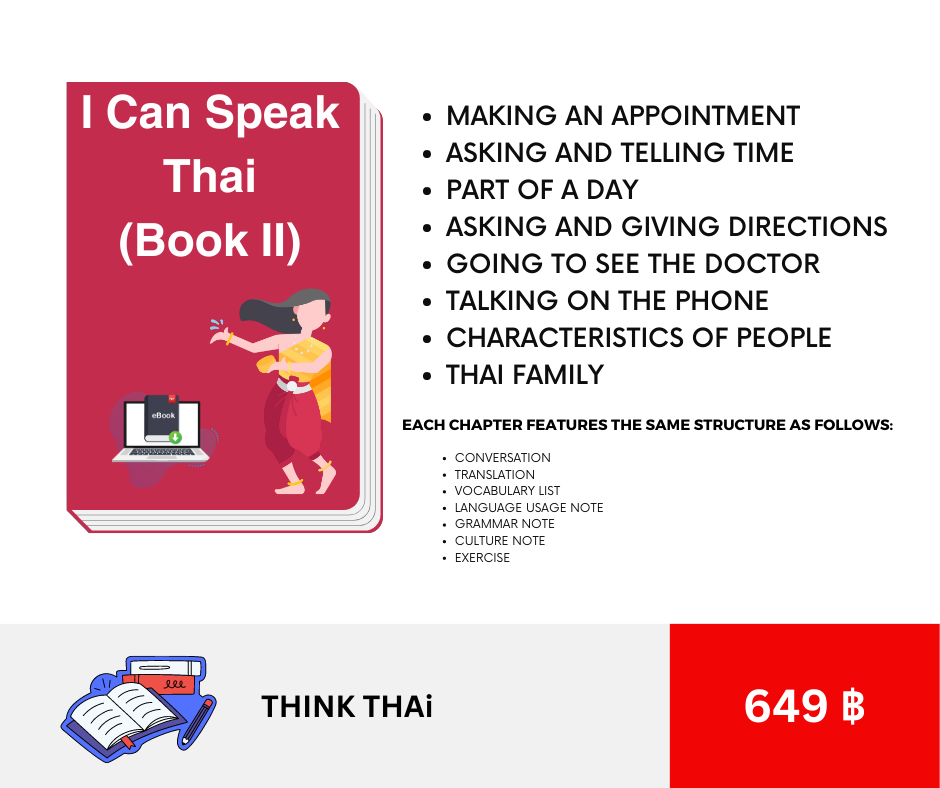 I Can Speak
Thai
(Book II)
eBook
• MAKING AN APPOINTMENT
• ASKING AND TELLING TIME
• PART OF A DAY
• ASKING AND GIVING DIRECTIONS
• GOING TO SEE THE DOCTOR
• TALKING ON THE PHONE
• CHARACTERISTICS OF PEOPLE
• THAI FAMILY
EACH CHAPTER FEATURES THE SAME STRUCTURE AS FOLLOWS:
• CONVERSATION
• TRANSLATION
• VOCABULARY LIST
• LANGUAGE USAGE NOTE
• GRAMMAR NOTE
• CULTURE NOTE
• EXERCISE
THINK THAi
649 ฿